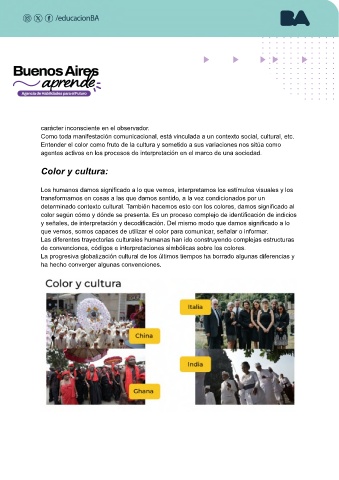 /educacionBA
BA
Buenos Aires
aprende
Agencia de Habilidades para el Futuro
carácter inconsciente en el observador.
Como toda manifestación comunicacional, está vinculada a un contexto social, cultural, etc.
Entender el color como fruto de la cultura y sometido a sus variaciones nos sitúa como
agentes activos en los procesos de interpretación en el marco de una sociedad.
Color y cultura:
Los humanos damos significado a lo que vemos, interpretamos los estímulos visuales y los
transformamos en cosas a las que damos sentido, a la vez condicionados por un
determinado contexto cultural. También hacemos esto con los colores, damos significado al
color según cómo y dónde se presenta. Es un proceso complejo de identificación de indicios
y señales, de interpretación y decodificación. Del mismo modo que damos significado a lo
que vemos, somos capaces de utilizar el color para comunicar, señalar o informar.
Las diferentes trayectorias culturales humanas han ido construyendo complejas estructuras
de convenciones, códigos e interpretaciones simbólicas sobre los colores.
La progresiva globalización cultural de los últimos tiempos ha borrado algunas diferencias y
ha hecho converger algunas convenciones.
Color y cultura
Italia
China
India
Ghana